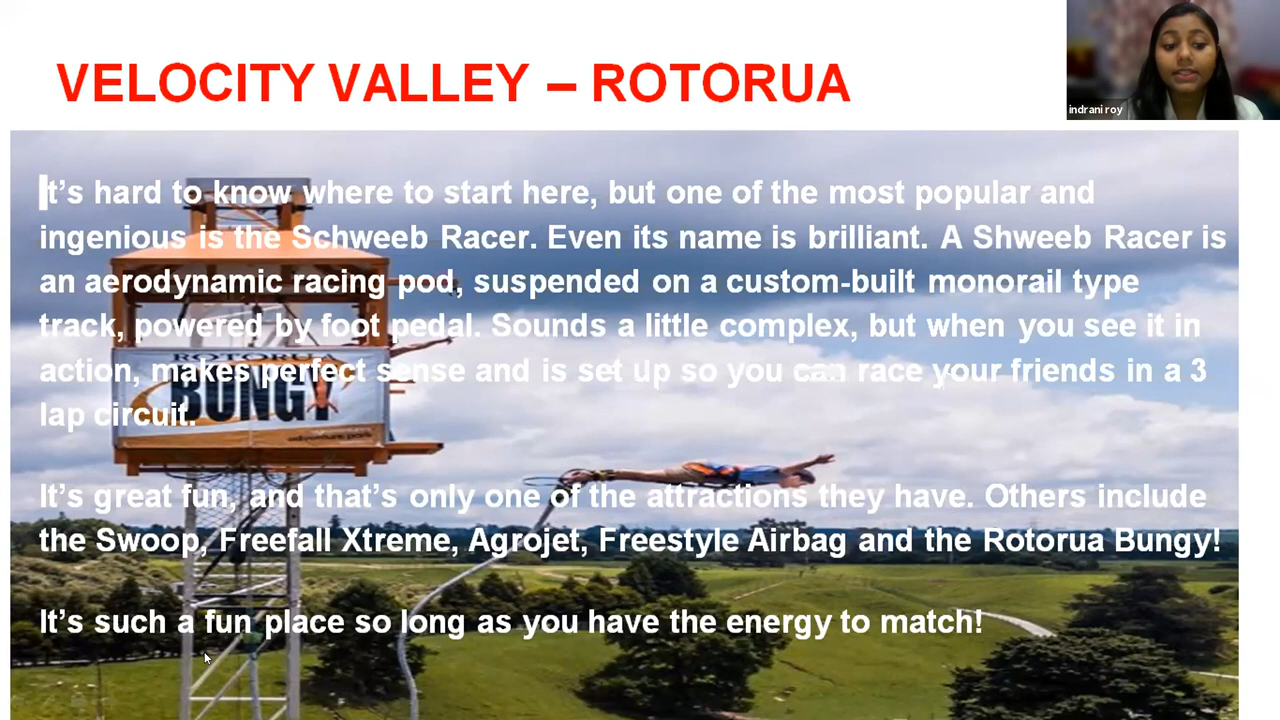 VELOCITY VALLEY – ROTORUA
indrani roy
It's hard to know where to start here, but one of the most popular and
ingenious is the Schweeb Racer. Even its name is brilliant. A Shweeb Racer is
an aerodynamic racing pod, suspended on a custom-built monorail type
track, powered by foot pedal. Sounds a little complex, but when you see it in
action, makes perfect sense and is set up so you can race your friends in a 3
lap circuit.
ROTORUA
BUNGY
adventure park
It's great fun, and that's only one of the attractions they have. Others include
the Swoop, Freefall Xtreme, Agrojet, Freestyle Airbag and the Rotorua Bungy!
It's such a fun place so long as you have the energy to match!